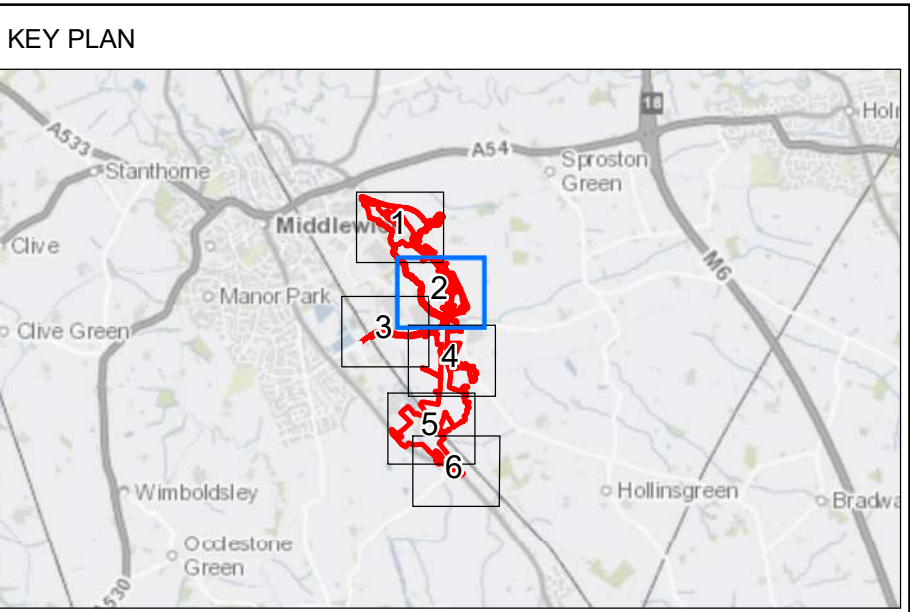 KEY PLAN
18
Holm
A533
A54
Stanthorne
Sproston
Green
1
Middlewi
Clive
M6
2
Manor Park
3
Clive Green
4
5
6
Wimboldsley
Hollinsgreen
Bradwa
Occlestone
Green
A530